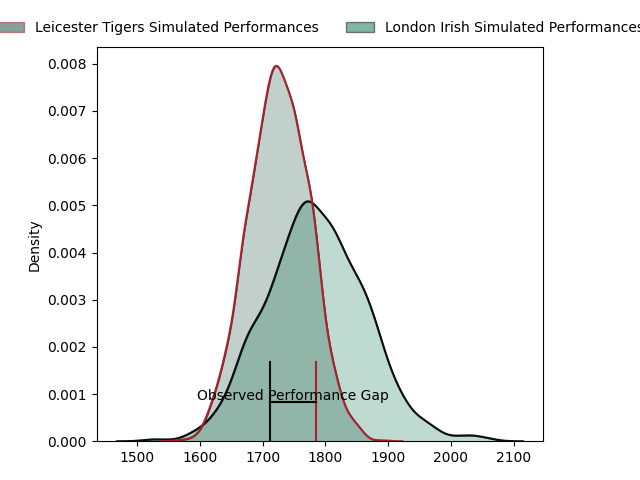 Leicester Tigers Simulated Performances
London Irish Simulated Performances
Density
0.008
0.007
0.006
0.005
0.004
0.003
0.002
0.001
0.000
Observed Performance Gap
1500 1600 1700 1800 1900 2000 2100